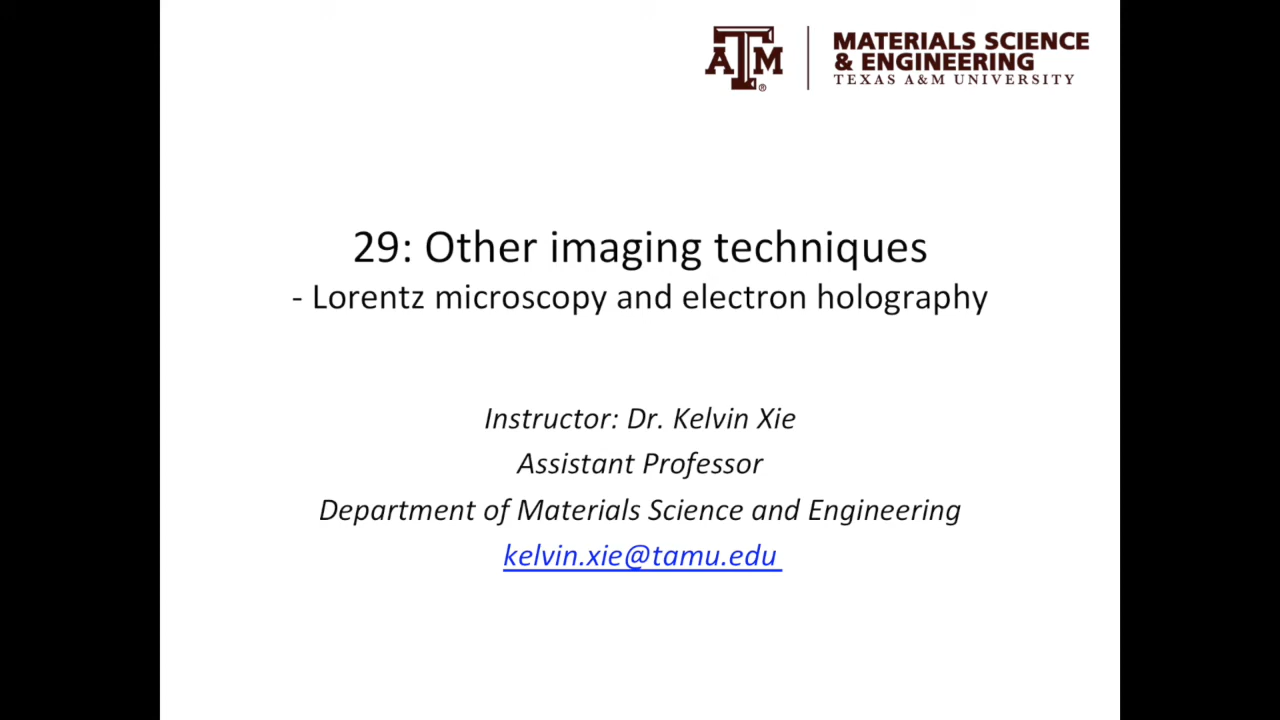 ATM®
MATERIALS SCIENCE
& ENGINEERING
TEXAS A&M UNIVERSITY
29: Other imaging techniques
- Lorentz microscopy and electron holography
Instructor: Dr. Kelvin Xie
Assistant Professor
Department of Materials Science and Engineering
kelvin.xie@tamu.edu